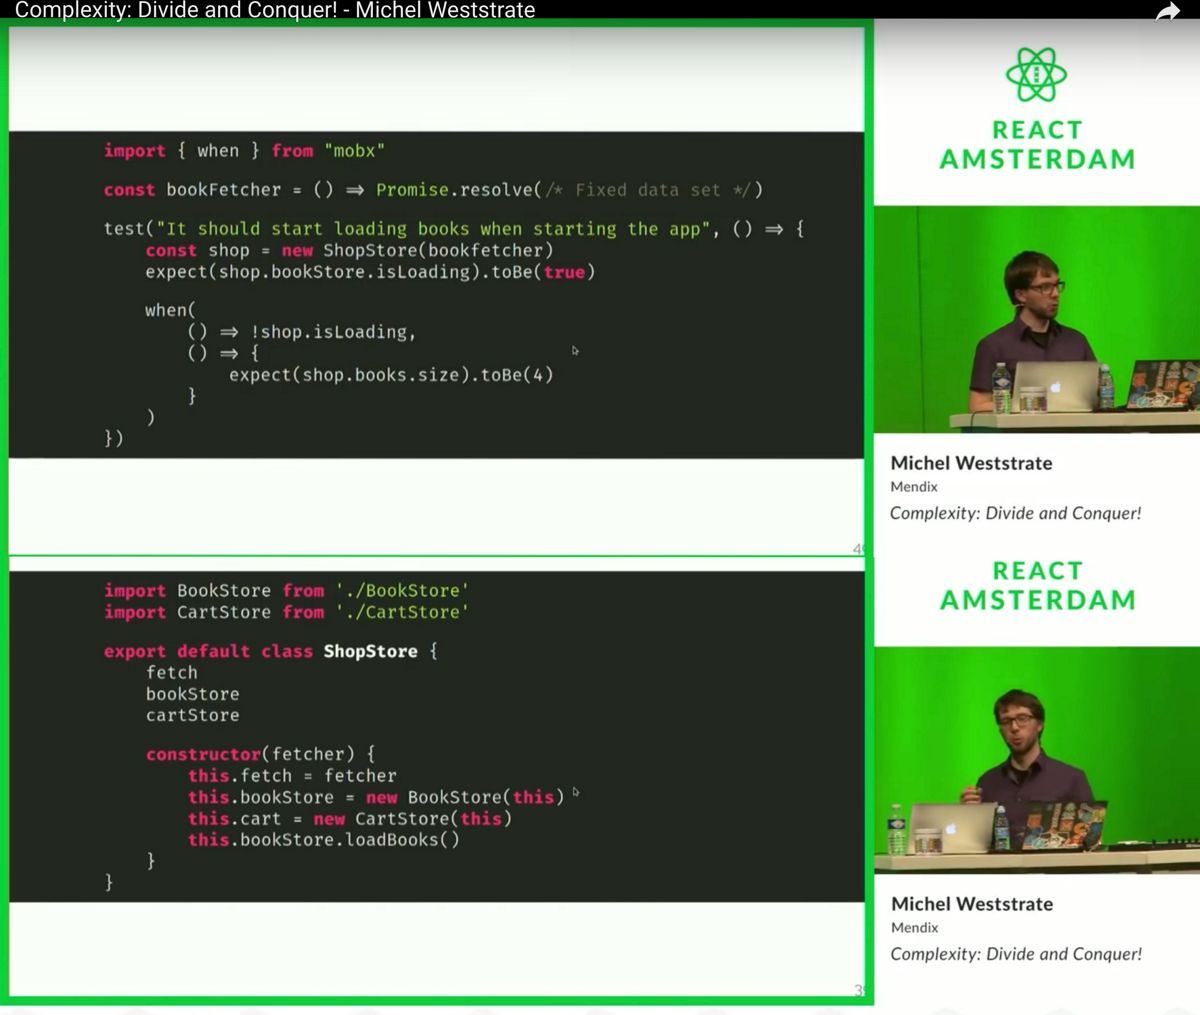 Complexity: Divide and Conquer! - Michel Weststrate
import { when } from "mobx"
const bookFetcher = () ⇒ Promise.resolve(/* Fixed data set */)
test("It should start loading books when starting the app", () ⇒ {
    const shop = new ShopStore(bookfetcher)
    expect(shop.bookStore.isLoading).toBe(true)
    when(
        () ⇒ !shop.isLoading,
        () ⇒ {
            expect(shop.books.size).toBe(4)
        }
    )
})
REACT
AMSTERDAM
Michel Weststrate
Mendix
Complexity: Divide and Conquer!
import BookStore from './BookStore'
import CartStore from './CartStore'
export default class ShopStore {
    fetch
    bookStore
    cartStore
    constructor(fetcher) {
        this.fetch = fetcher
        this.bookStore = new BookStore(this)
        this.cart = new CartStore(this)
        this.bookStore.loadBooks()
    }
}
REACT
AMSTERDAM
Michel Weststrate
Mendix
Complexity: Divide and Conquer!